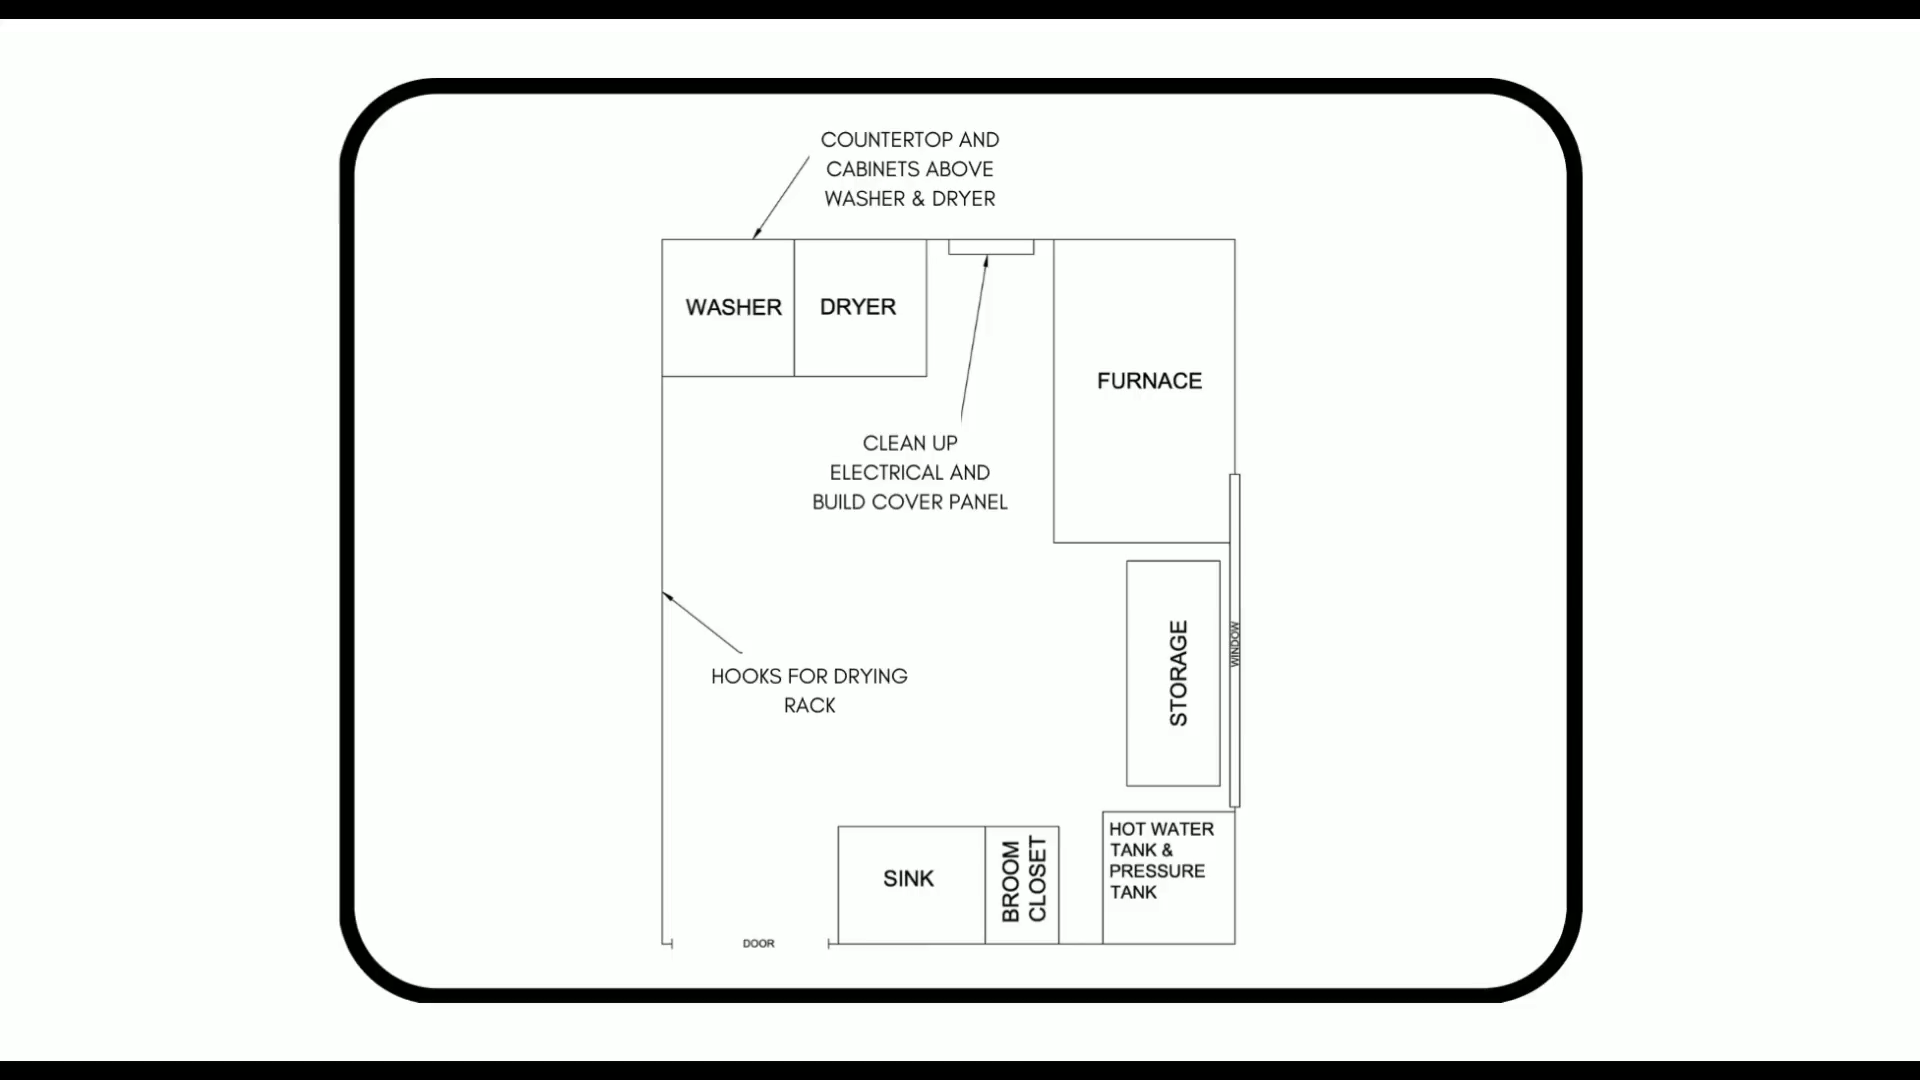 COUNTERTOP AND
CABINETS ABOVE
WASHER & DRYER
WASHER
DRYER
FURNACE
CLEAN UP
ELECTRICAL AND
BUILD COVER PANEL
STORAGE
WINDOW
HOOKS FOR DRYING
RACK
SINK
BROOM
CLOSET
HOT WATER
TANK &
PRESSURE
TANK
DOOR